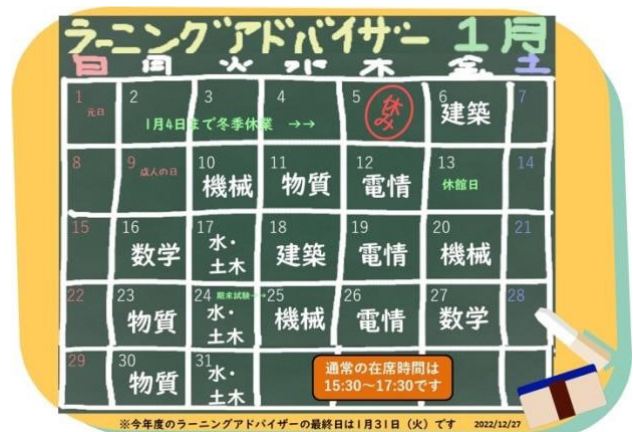 ラーニングアドバイザー 1月
日 月 火 水 木 金 土
1 元日 2 3 4 5 休み 6 建築 7
1月4日まで冬季休業 →→
8 9 成人の日 10 機械 11 物質 12 電情 13 休館日 14
15 16 数学 17 水・土木 18 建築 19 電情 20 機械 21
22 23 物質 24 期末試験→→ 水・土木 25 機械 26 電情 27 数学 28
29 30 物質 31 水・土木
通常の在席時間は
15:30～17:30です
※今年度のラーニングアドバイザーの最終日は1月31日（火）です 2022/12/27